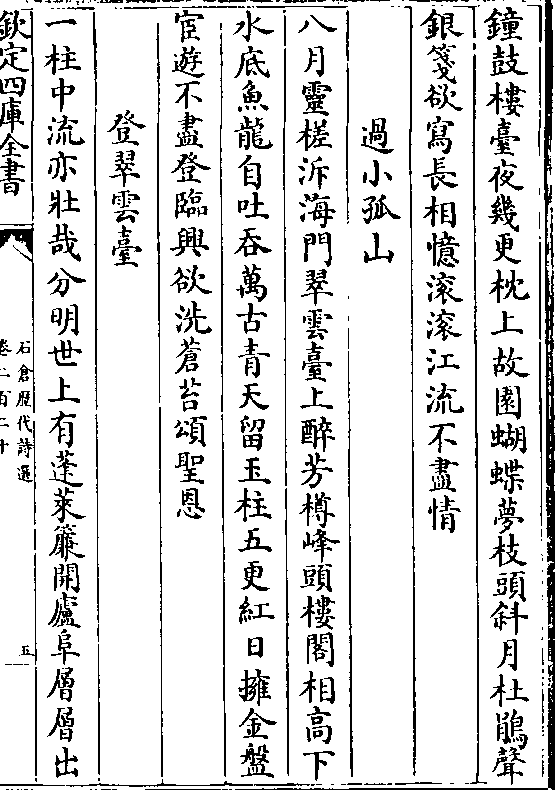 鐘鼓樓臺夜幾更枕上故園蝴蝶夢枝頭斜月杜鵑聲
銀箋欲寫長相憶滚滚江流不盡情
過小孤山
八月靈槎泝海門翠雲臺上醉芳樽峰頭樓閣相高下
水底魚龍自吐吞萬古青天留玉柱五更紅日擁金盤
宦遊不盡登臨興欲洗蒼苔頌聖恩
登翠雲臺
一柱中流亦壯哉分明世上有蓬萊簾開廬阜層層出
欽定四庫全書
石倉歷代詩選
卷二百二十
五